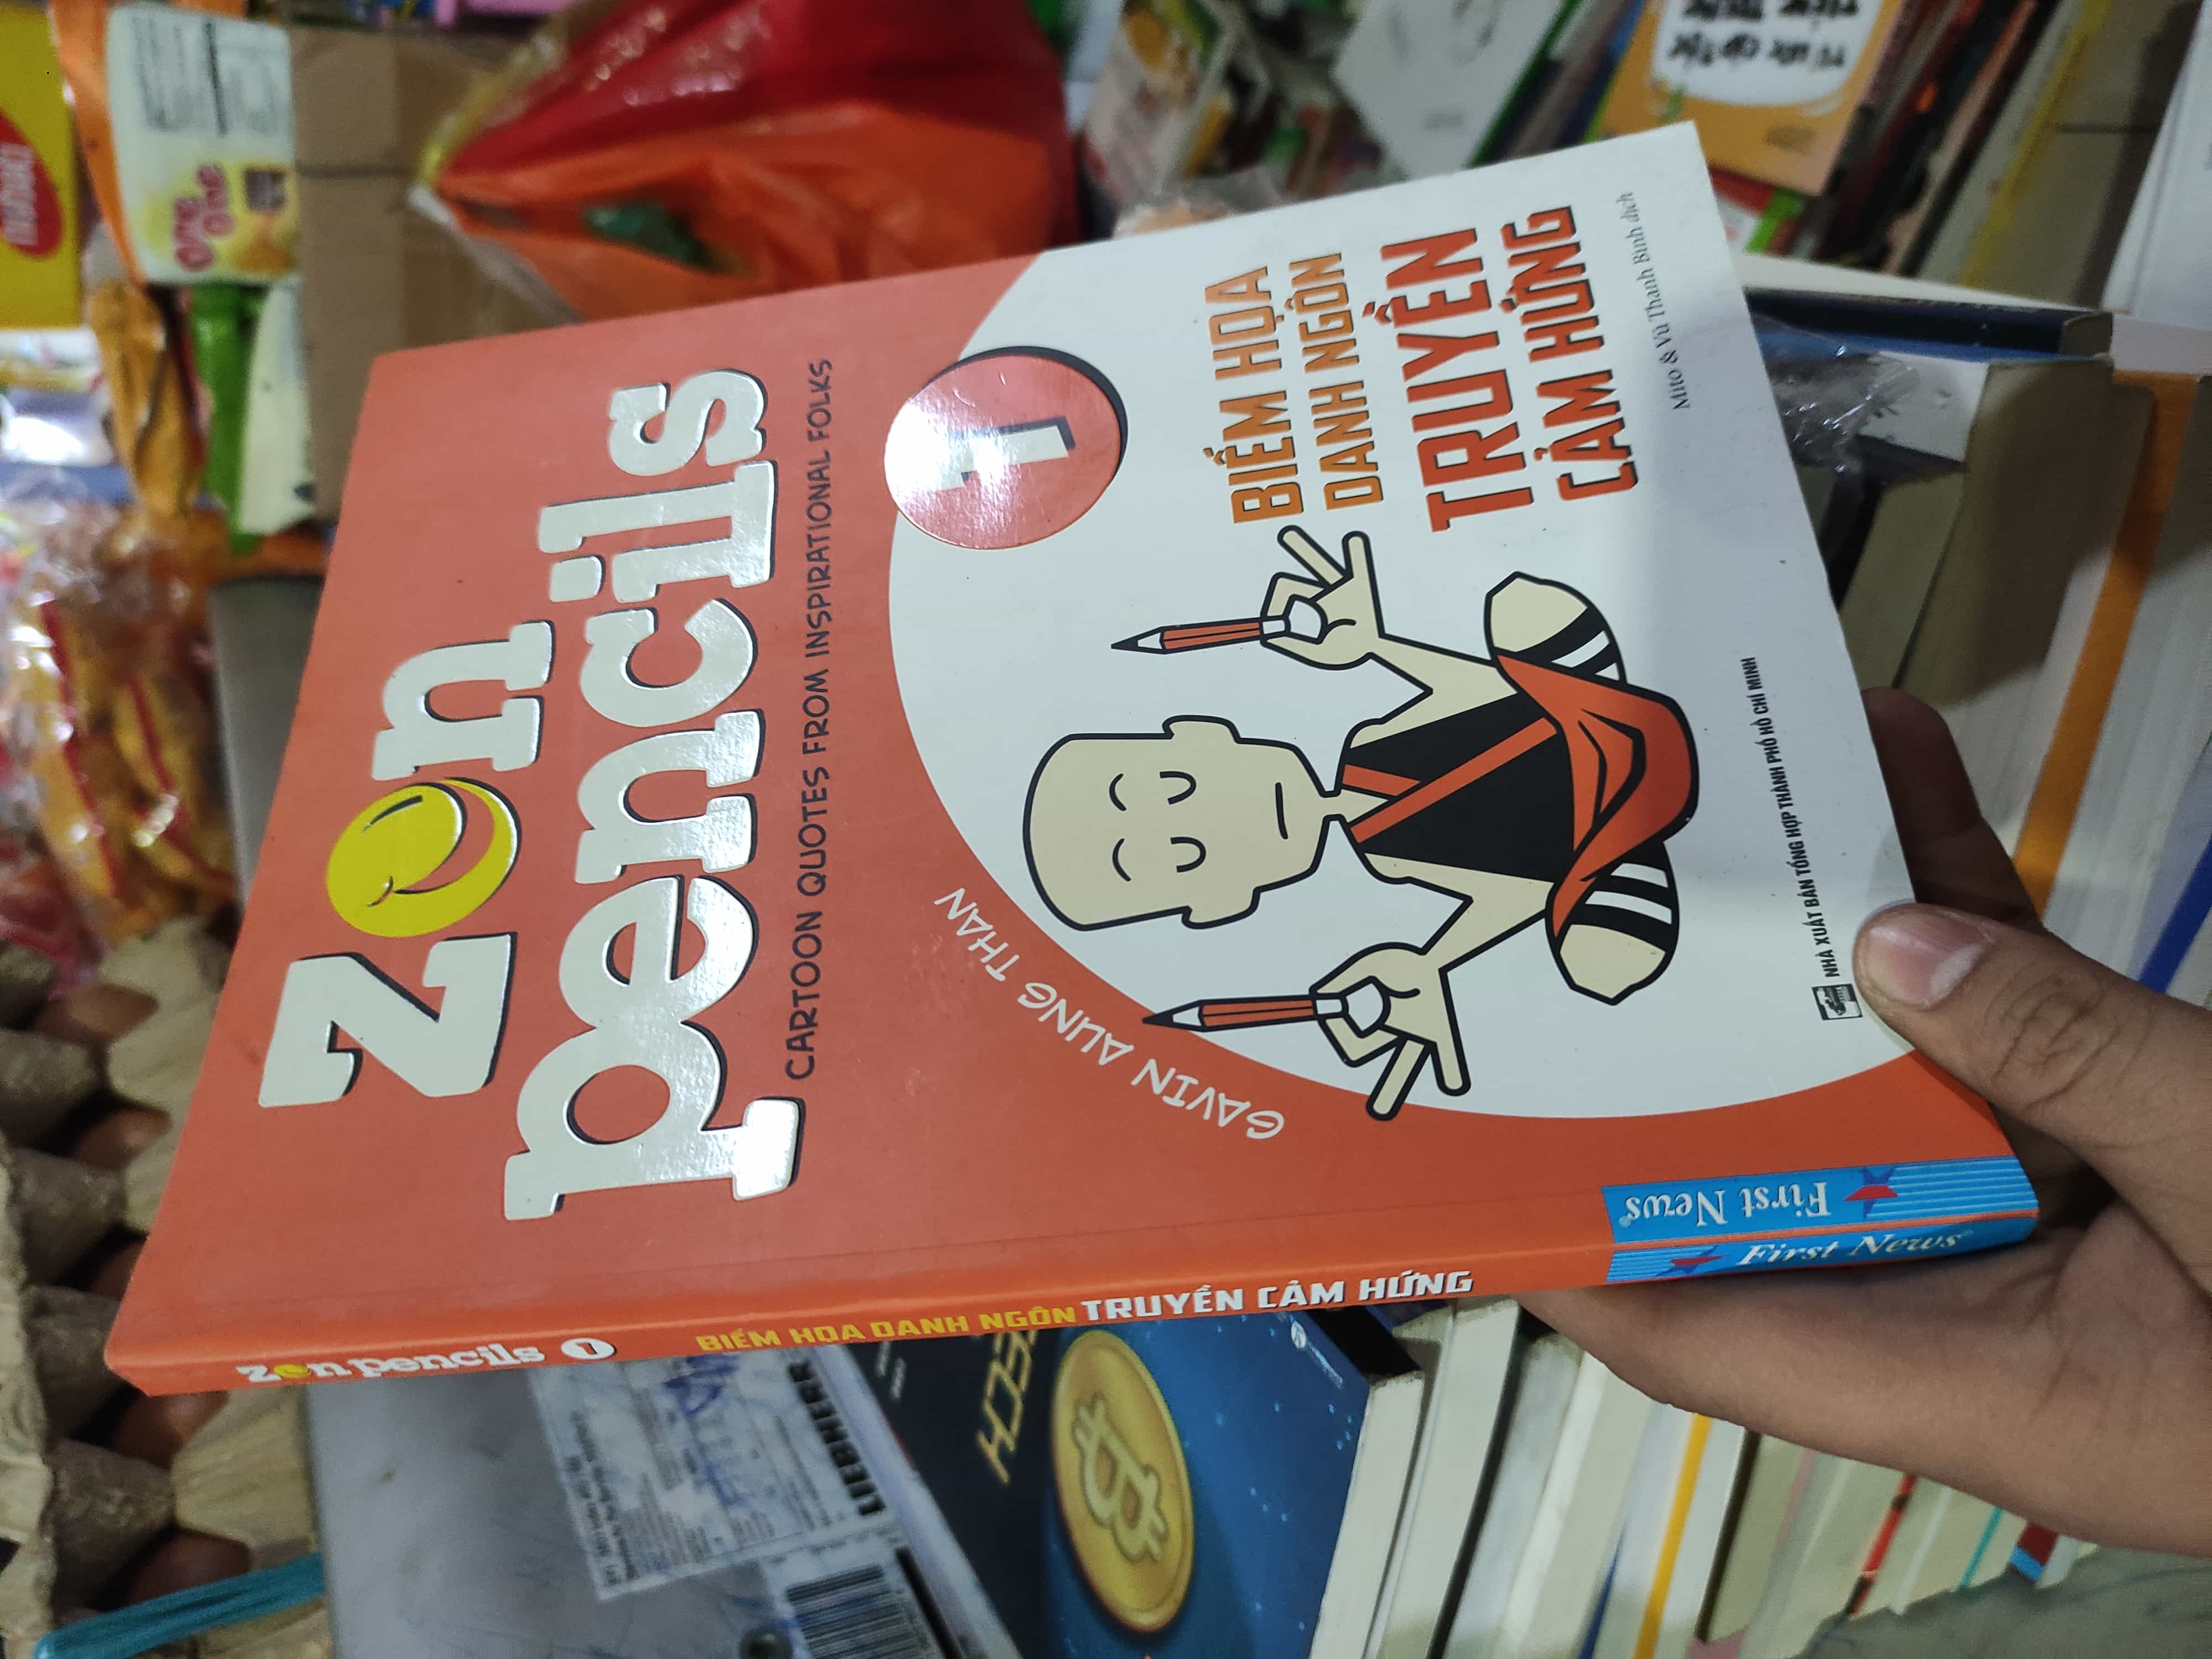 zen
pencils
CARTOON QUOTES FROM INSPIRATIONAL FOLKS
1
GAVIN AUNG THAN
BIẾM HỌA
DANH NGÔN
TRUYỀN
CẢM HỨNG
Mito & Vũ Thanh Bình dịch
NHÀ XUẤT BẢN TỔNG HỢP THÀNH PHỐ HỒ CHÍ MINH
First News
zen pencils 1 BIẾM HỌA DANH NGÔN TRUYỀN CẢM HỨNG First News
LIEBHERR